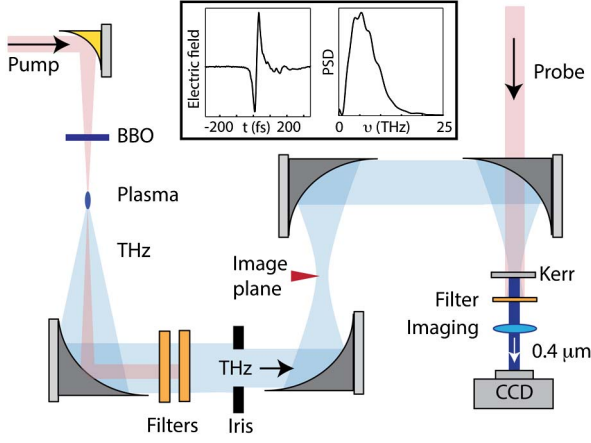 Pump
BBO
Plasma
THz
Electric field
-200 0 200
t (fs)
PSD
0 25
υ (THz)
Probe
Image
plane
Kerr
Filter
Imaging
0.4 μm
CCD
THz
Filters
Iris